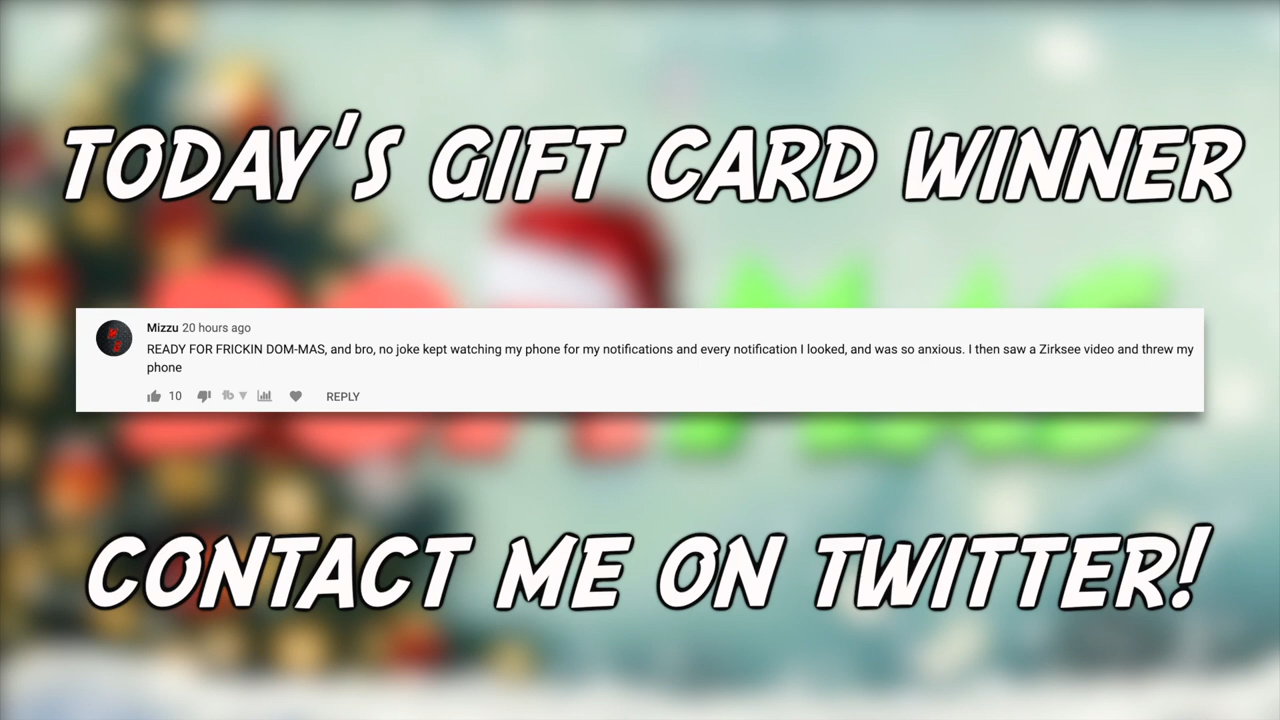 TODAY'S GIFT CARD WINNER
Mizzu 20 hours ago
READY FOR FRICKIN DOM-MAS, and bro, no joke kept watching my phone for my notifications and every notification I looked, and was so anxious. I then saw a Zirksee video and threw my
phone
10 REPLY
CONTACT ME ON TWITTER!